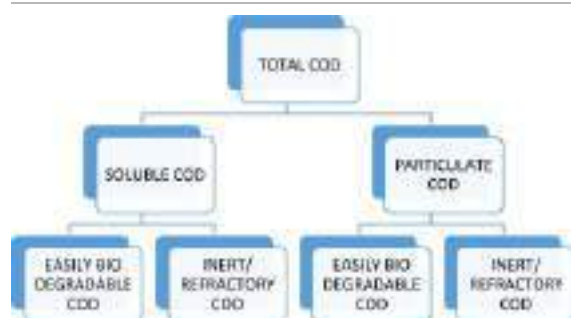 TOTAL COD
SOLUBLE COD
PARTICULATE
COD
EASILY BIO
DEGRADABLE
COD
INERT/
REFRACTORY
COD
EASILY BIO
DEGRADABLE
COD
INERT/
REFRACTORY
COD